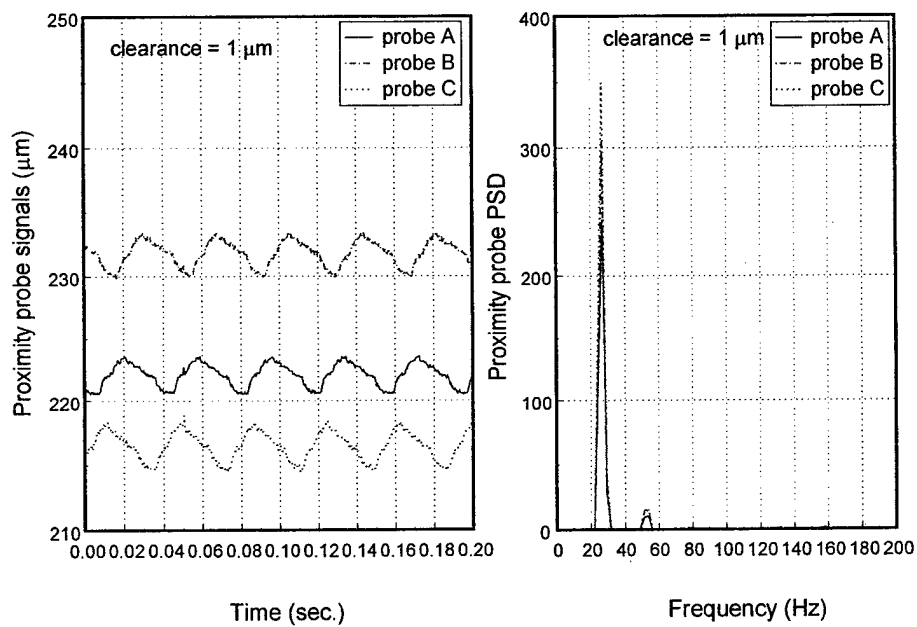 250
240
230
220
210
Proximity probe signals (μm)
clearance = 1 μm
probe A
probe B
probe C
0.00 0.02 0.04 0.06 0.08 0.10 0.12 0.14 0.16 0.18 0.20
Time (sec.)
400
300
200
100
0
Proximity probe PSD
clearance = 1 μm
probe A
probe B
probe C
0 20 40 60 80 100 120 140 160 180 200
Frequency (Hz)